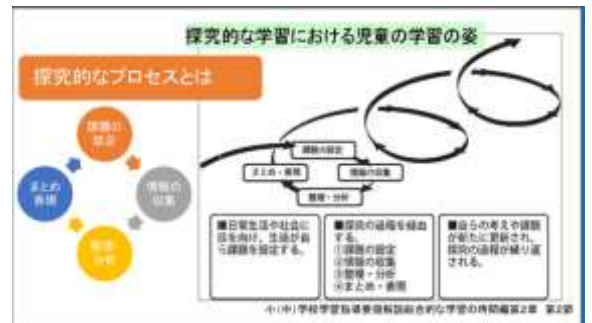 探究的な学習における児童の学習の姿
探究的なプロセスとは
課題の
設定
情報の
収集
整理・
分析
まとめ
表現
課題の設定
まとめ・表現
情報の収集
整理・分析
■日常生活や社会に
目を向け、生徒が自
ら課題を設定する。
■探究の過程を経由
する。
①課題の設定
②情報の収集
③整理・分析
④まとめ・表現
■自らの考えや課題
が新たに更新され、
探究の過程が繰り返
される。
小(中)学校学習指導要領解説総合的な学習の時間編第2章 第2節